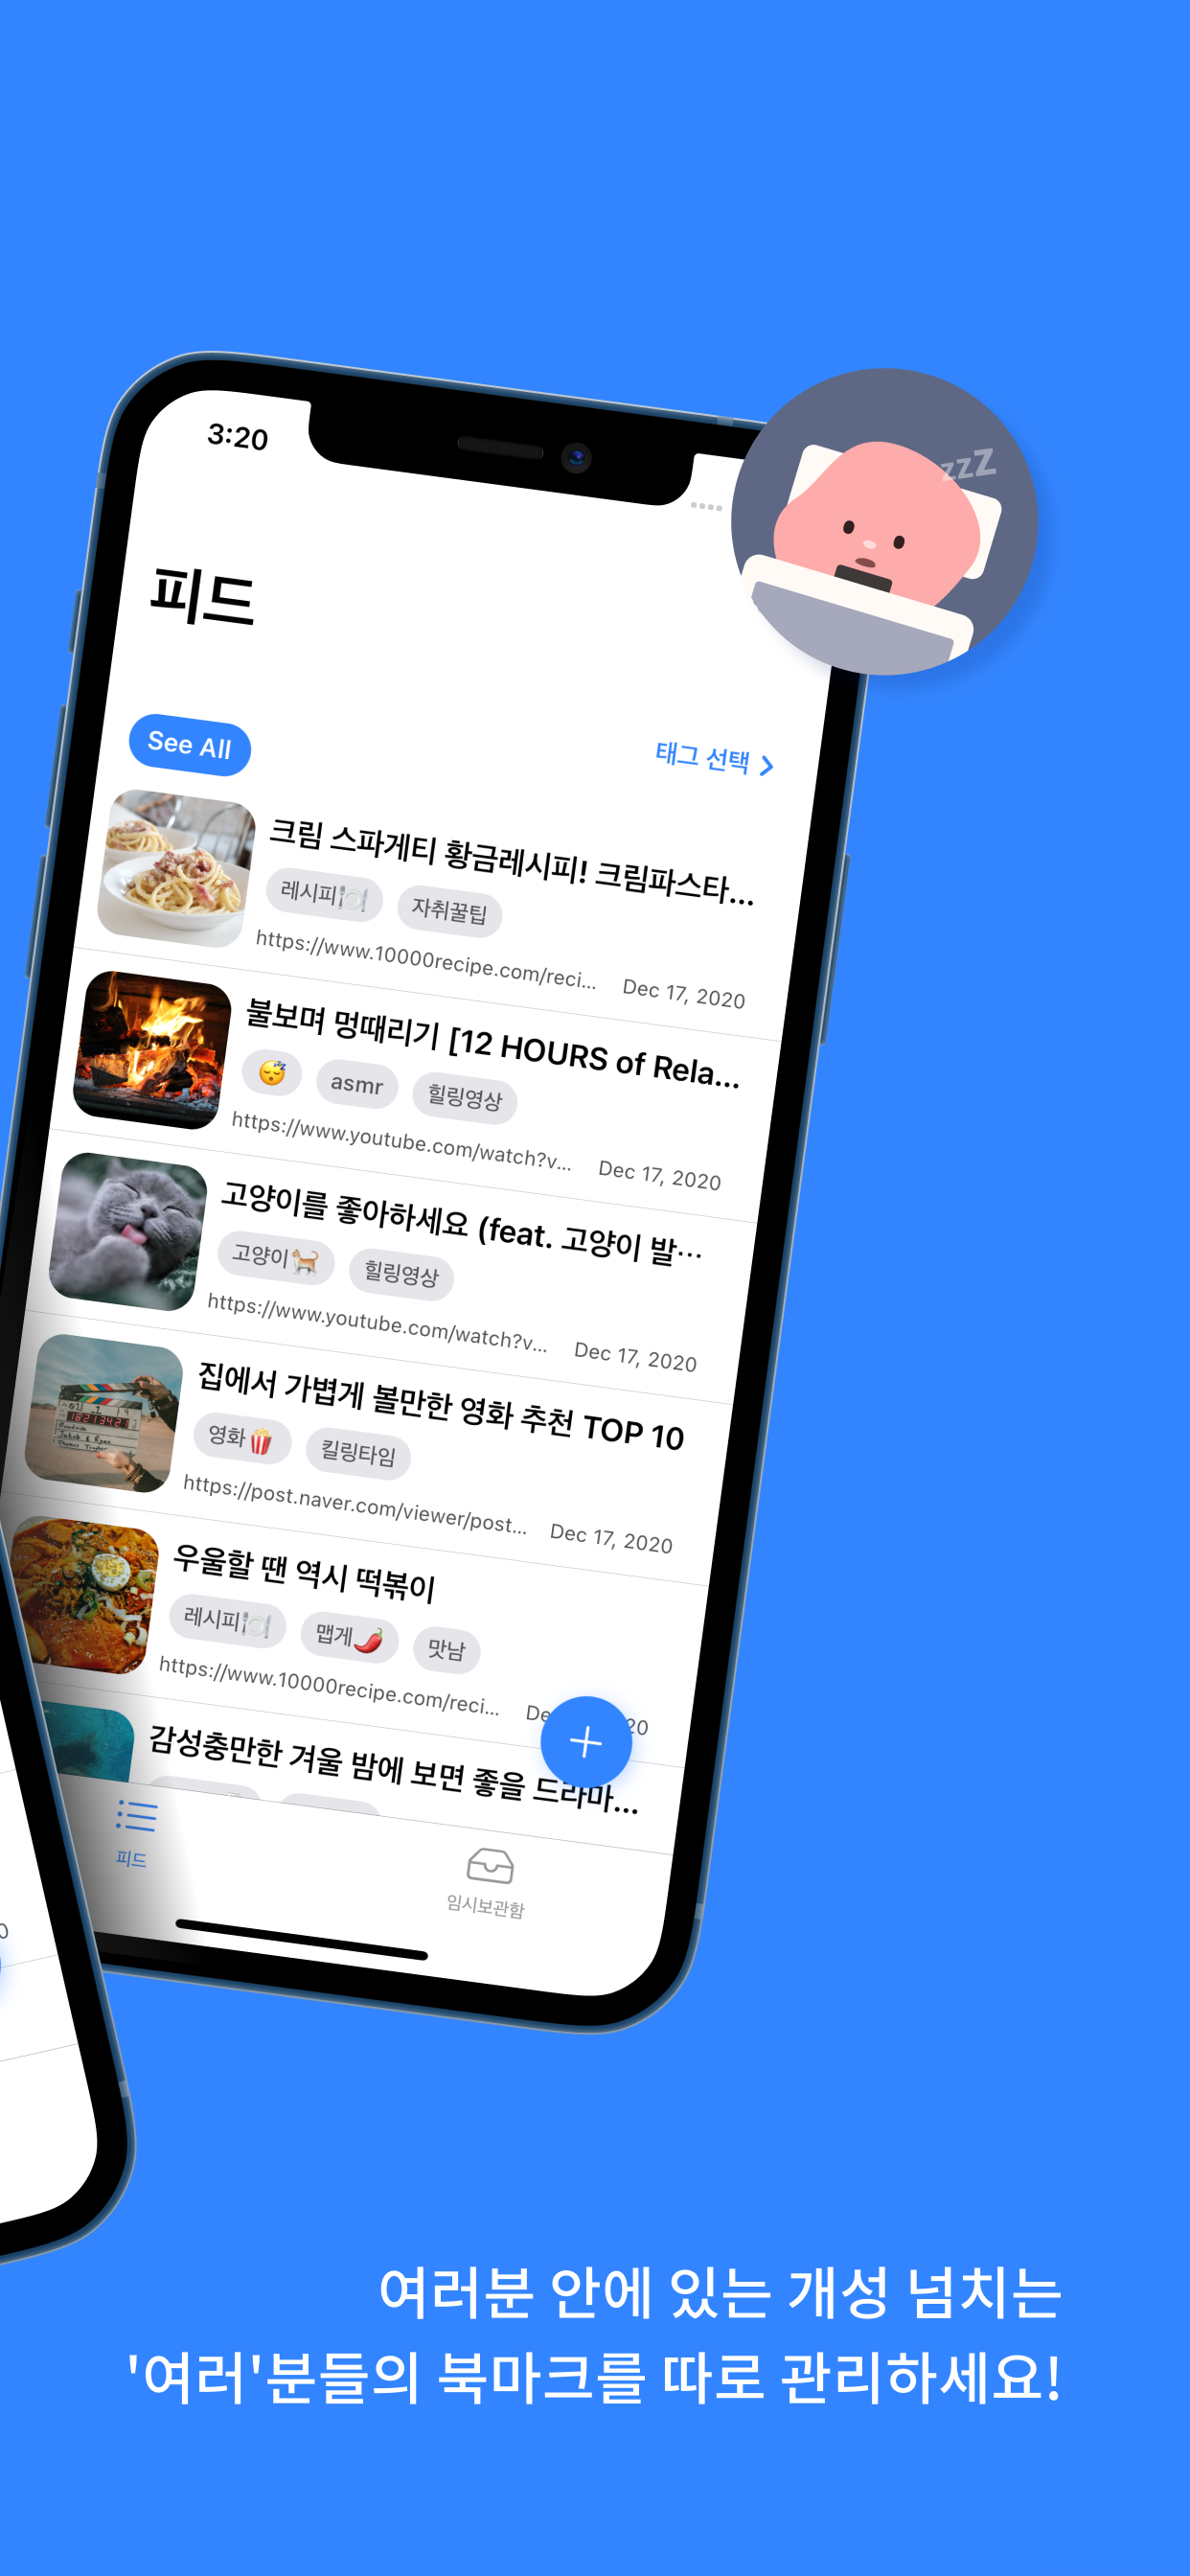 3:20
zzZ
피드
See All
태그 선택
크림 스파게티 황금레시피! 크림파스타...
레시피🍽 자취꿀팁
https://www.10000recipe.com/reci... Dec 17, 2020
불보며 멍때리기 [12 HOURS of Rela...
😴 asmr 힐링영상
https://www.youtube.com/watch?v... Dec 17, 2020
고양이를 좋아하세요 (feat. 고양이 발...
고양이🐈 힐링영상
https://www.youtube.com/watch?v... Dec 17, 2020
집에서 가볍게 볼만한 영화 추천 TOP 10
영화🍿 킬링타임
https://post.naver.com/viewer/post... Dec 17, 2020
우울할 땐 역시 떡볶이
레시피🍽 맵게🌶 맛남
https://www.10000recipe.com/reci...
감성충만한 겨울 밤에 보면 좋을 드라마...
피드
임시보관함
여러분 안에 있는 개성 넘치는
'여러'분들의 북마크를 따로 관리하세요!